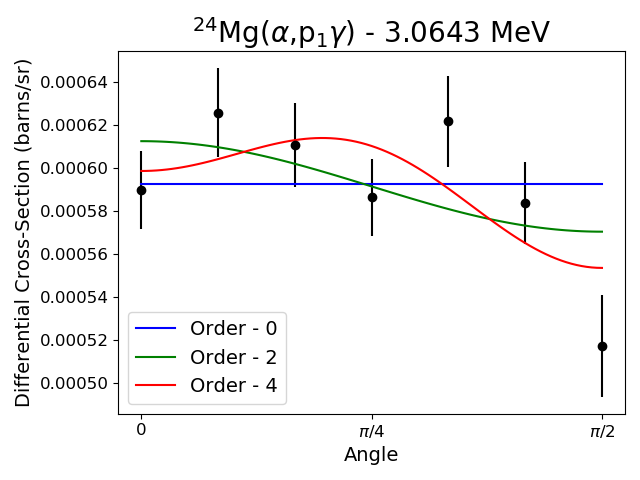 ²⁴Mg(α,p₁γ) - 3.0643 MeV
Differential Cross-Section (barns/sr)
0.00064
0.00062
0.00060
0.00058
0.00056
0.00054
0.00052
0.00050
Order - 0
Order - 2
Order - 4
0
π/4
π/2
Angle